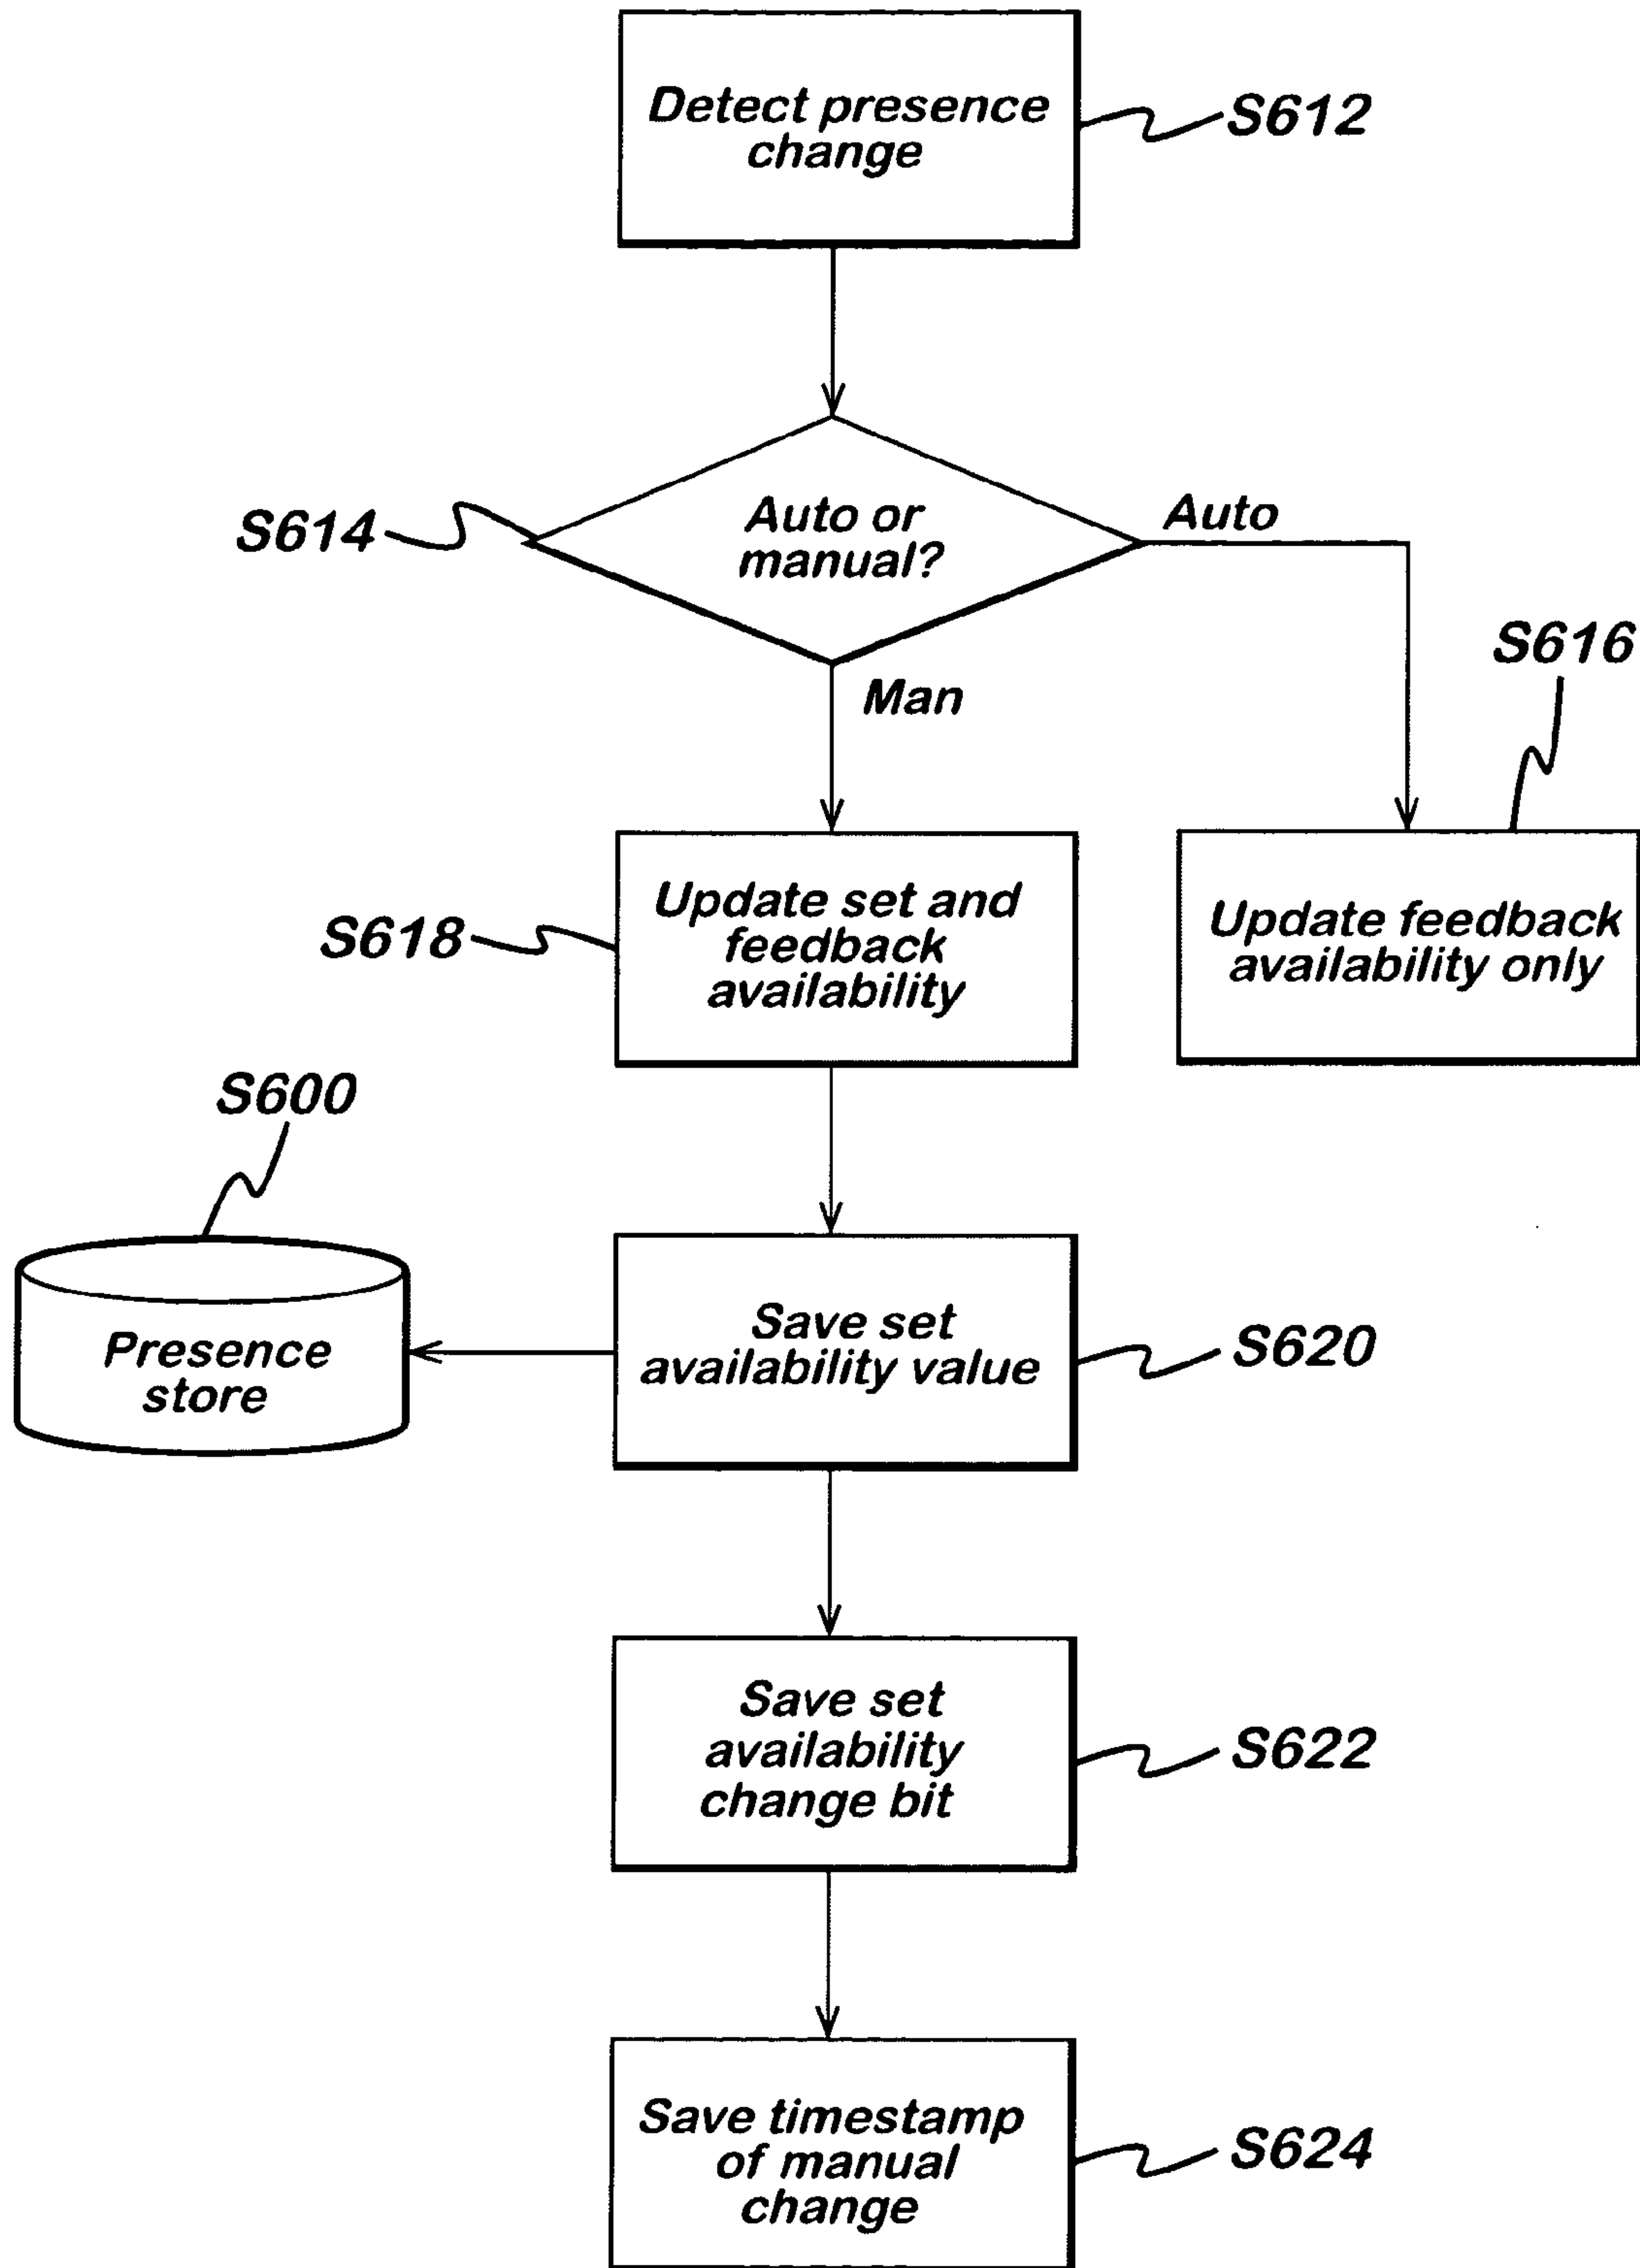 Detect presence
change
S612
Auto or
manual?
S614
Auto
Man
S616
Update feedback
availability only
Update set and
feedback
availability
S618
S600
Presence
store
Save set
availability value
S620
Save set
availability
change bit
S622
Save timestamp
of manual
change
S624